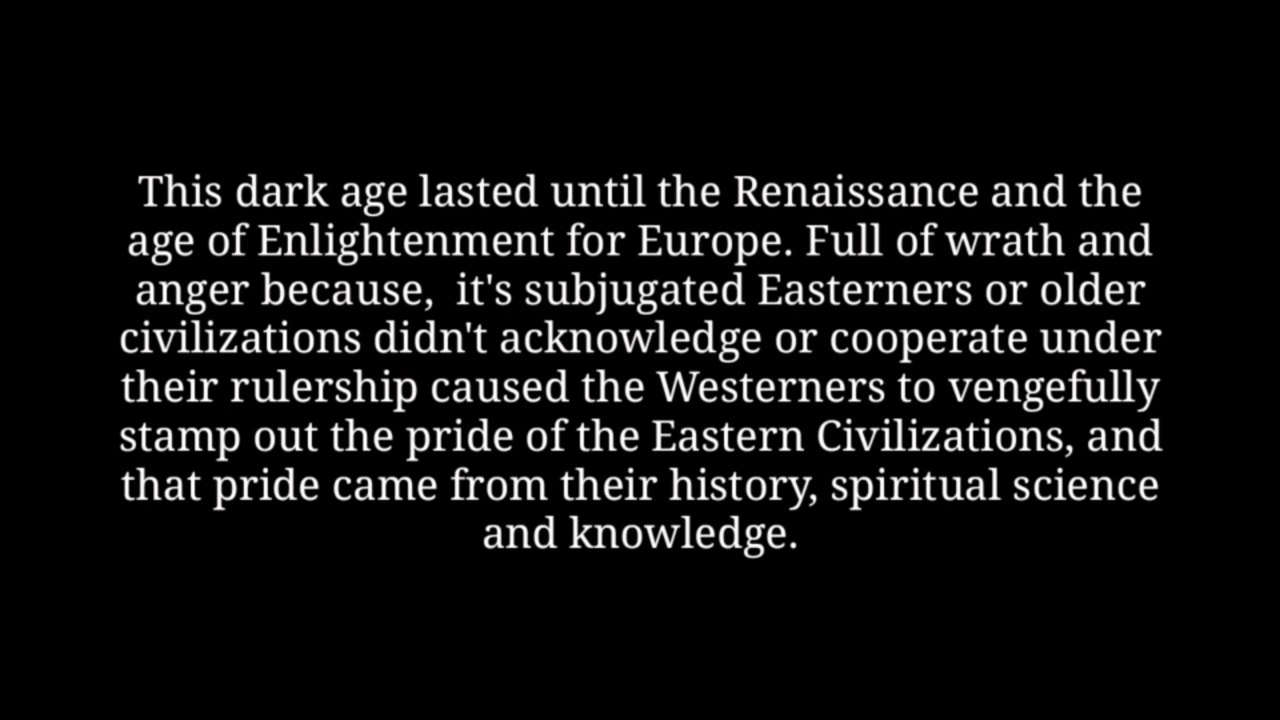 This dark age lasted until the Renaissance and the
age of Enlightenment for Europe. Full of wrath and
anger because,  it's subjugated Easterners or older
civilizations didn't acknowledge or cooperate under
their rulership caused the Westerners to vengefully
stamp out the pride of the Eastern Civilizations, and
that pride came from their history, spiritual science
and knowledge.